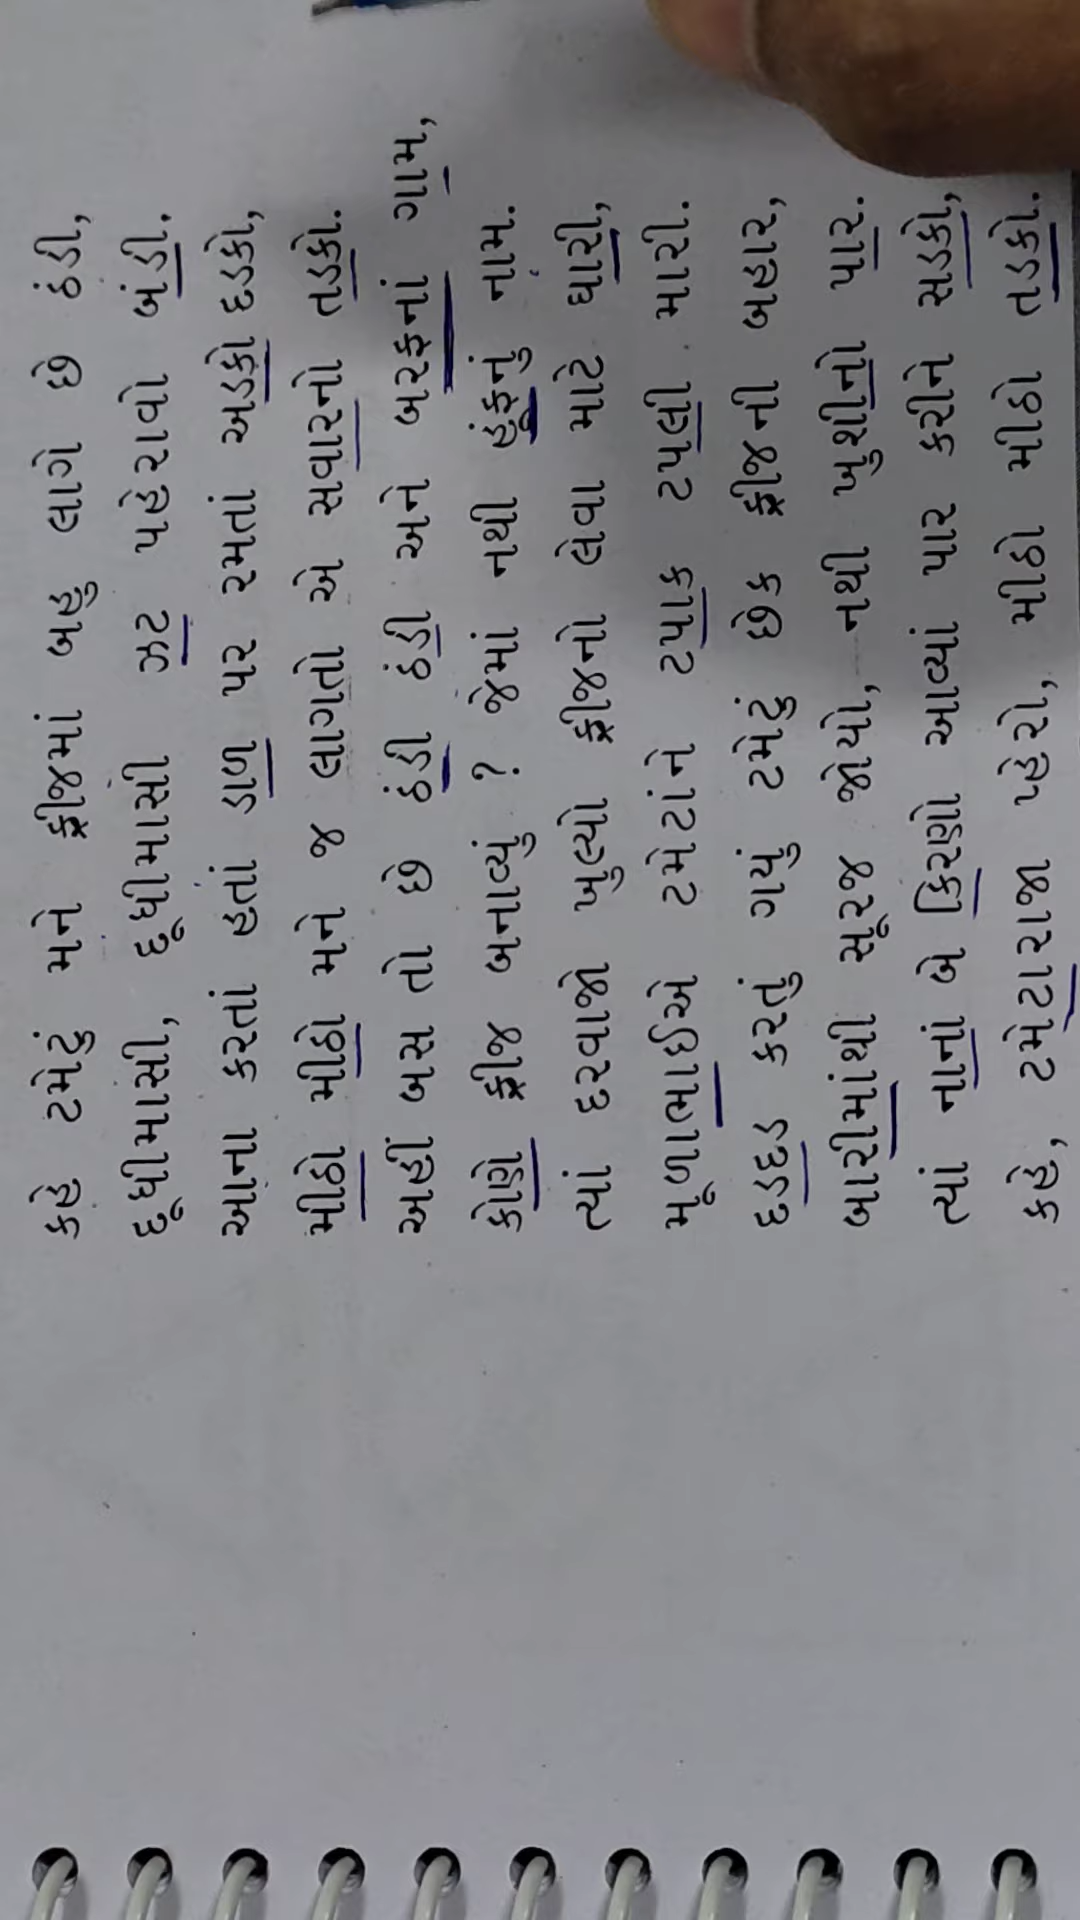 કહે ટમેટું મને ફ્રીજમાં બહુ લાગે છે ઠંડી,
દૂધીમાસી, દૂધીમાસી ઝટ પહેરાવો બંડી.
આના કરતાં હતાં ડાળ પર રમતાં અડકો દડકો,
મીઠો મીઠો મને જ લાગતો એ સવારનો તડકો.
અહીં બસ તો છે ઠંડી ઠંડી અને બરફનાં ગામ,
કોણે ફ્રીજ બનાવ્યું ? જેમાં નથી હૂંફનું નામ.
ત્યાં દરવાજો ખુલ્યો ફ્રીજનો લેવા માટે ઘારી,
મૂળાભાઈએ ટમેટાંને ટપાક ટપલી મારી.
દડદડ કરતું ગયું ટમેટું છેક ફ્રીજની બહાર,
બારીમાંથી સૂરજ જોયો, નથી ખુશીનો પાર.
ત્યાં નાનાં બે કિરણો આવ્યાં પાર કરીને સડકો,
કહે, ટમેટારાજા પ્હેરો, મીઠો મીઠો તડકો.